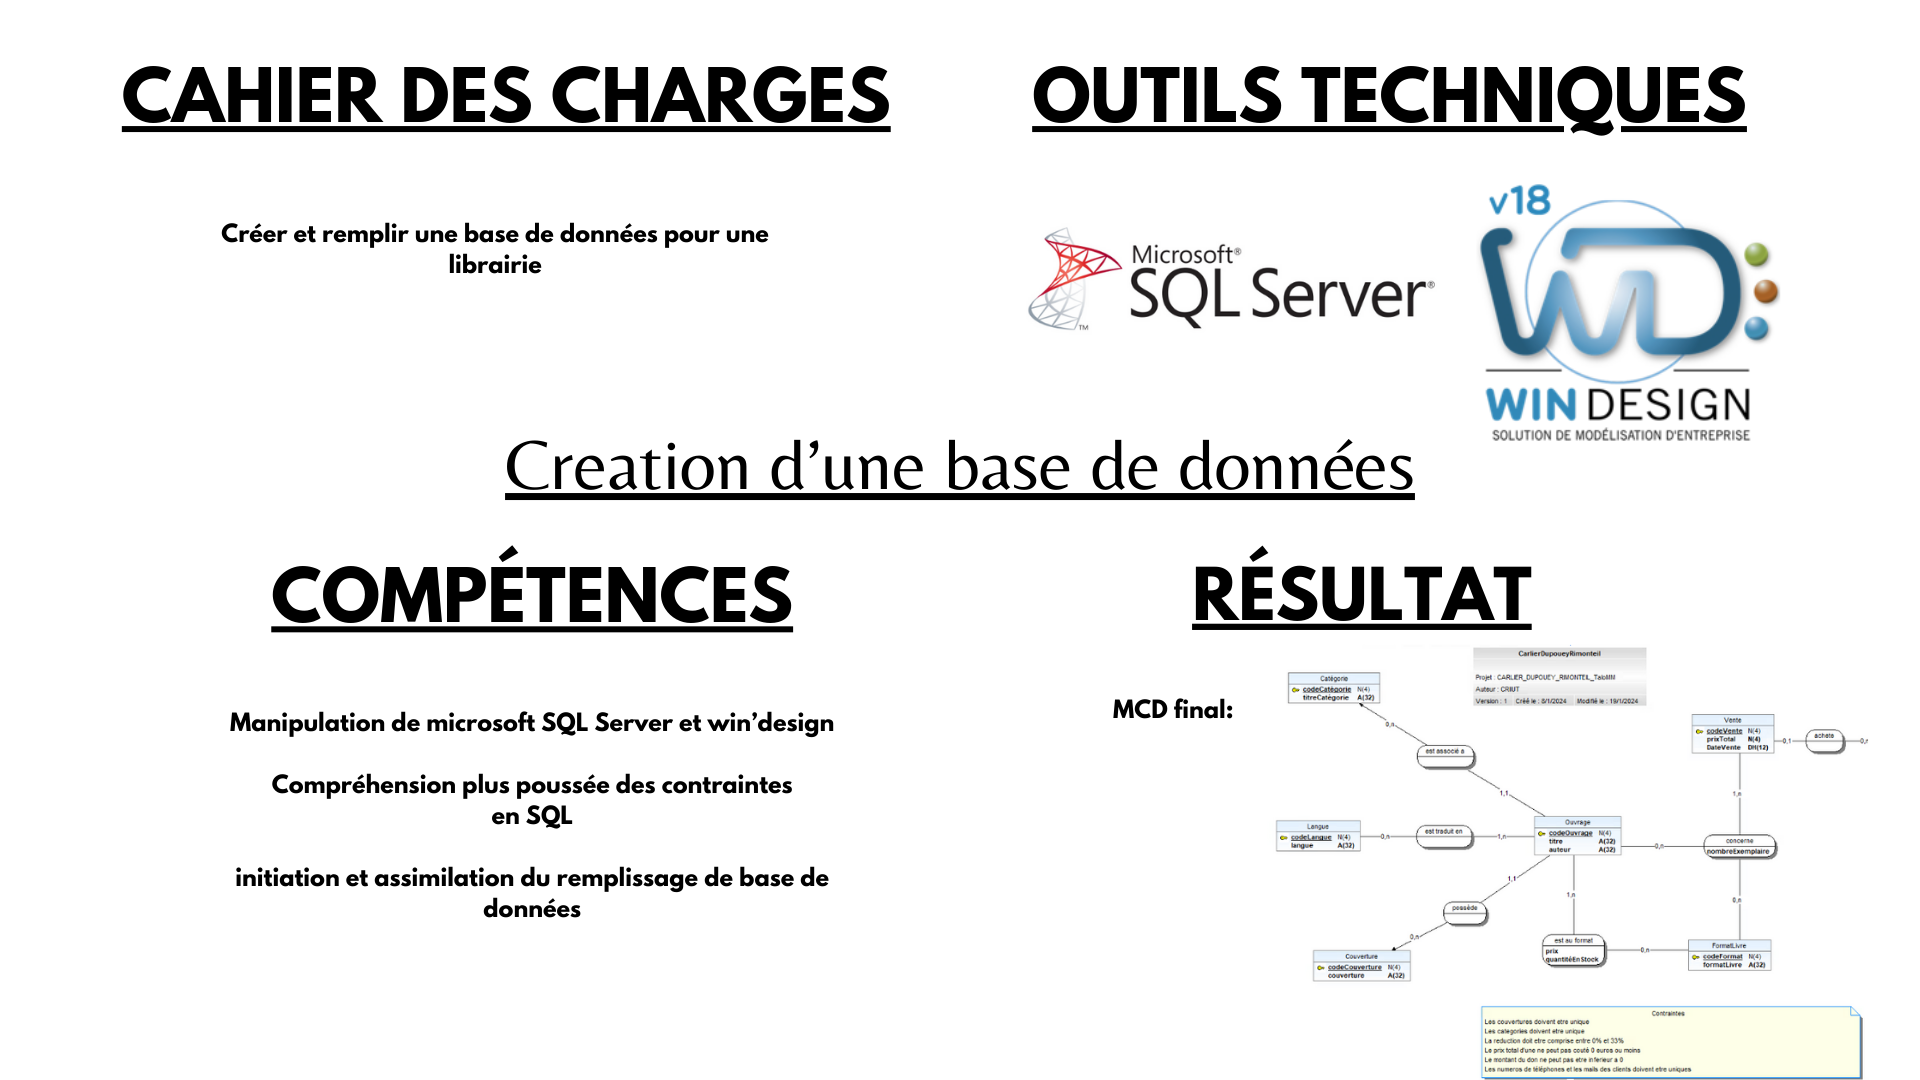 CAHIER DES CHARGES
OUTILS TECHNIQUES
Créer et remplir une base de données pour une
librairie
Microsoft®
SQL Server®
TM
v18
WIN DESIGN
SOLUTION DE MODÉLISATION D'ENTREPRISE
Creation d’une base de données
COMPÉTENCES
Manipulation de microsoft SQL Server et win’design
Compréhension plus poussée des contraintes
en SQL
initiation et assimilation du remplissage de base de
données
RÉSULTAT
MCD final:
CarlierDupoueyRimonteil
Projet : CARLIER_DUPOUEY_RIMONTEIL_TaloMM
Auteur : CRIUT
Version : 1 Créé le : 8/1/2024 Modifié le : 19/1/2024
Catégorie
codeCatégorie N(4)
titreCatégorie A(32)
0,n
est associé a
1,1
Vente
codeVente N(4)
prixTotal N(4)
DateVente DH(12)
0,1
achete
1,n
Langue
codeLangue N(4)
langue A(32)
0,n
est traduit en
1,n
Ouvrage
codeOuvrage N(4)
titre A(32)
auteur A(32)
0,n
concerne
nombreExemplaire
1,1
possède
0,n
1,n
0,n
est au format
prix
quantitéEnStock
0,n
FormatLivre
codeFormat N(4)
formatLivre A(32)
Couverture
codeCouverture N(4)
couverture A(32)
Contraintes
Les couvertures doivent etre unique
Les categories doivent etre unique
La reduction doit etre comprise entre 0% et 33%
Le prix total d'une ne peut pas couté 0 euros ou moins
Le montant du don ne peut pas etre inferieur a 0
Les numeros de téléphones et les mails des clients doivent etre uniques